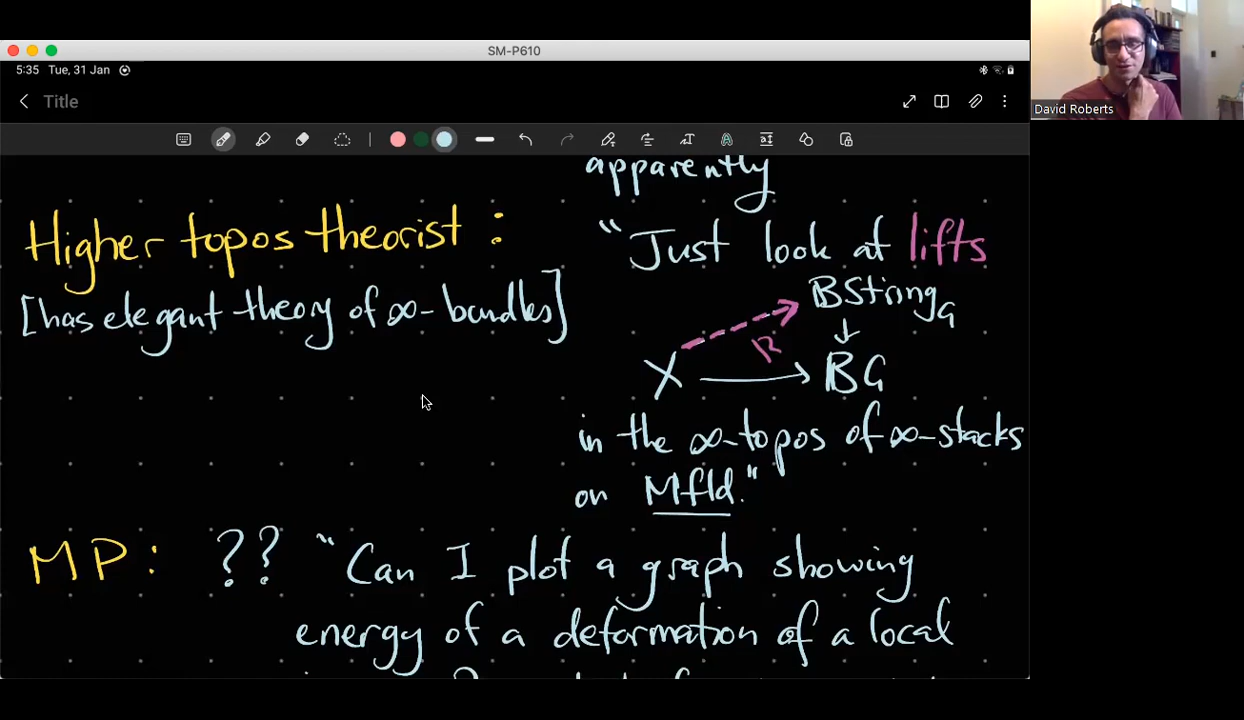 SM-P610
5:35 Tue, 31 Jan
Title
David Roberts
apparently
Higher topos theorist :
[has elegant theory of ∞-bundles]
"Just look at lifts
BString_G
X → BG
in the ∞-topos of ∞-stacks
on Mfld."
MP: ?? "Can I plot a graph showing
energy of a deformation of a local